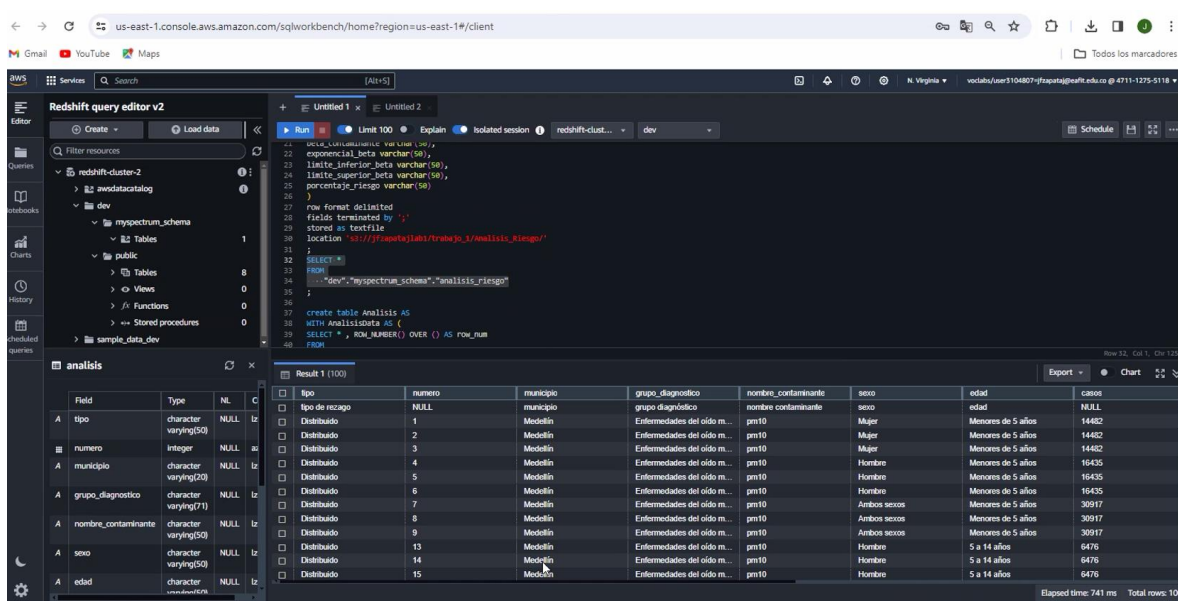 us-east-1.console.aws.amazon.com/sqlworkbench/home?region=us-east-1#/client
Gmail YouTube Maps Todos los marcadores
aws Services Search [Alt+S] N. Virginia voclabs/user3104807=jfzapataj@eafit.edu.co @ 4711-1275-5118
Editor
Queries
Notebooks
Charts
History
Scheduled queries
Redshift query editor v2
Create Load data
Filter resources
redshift-cluster-2
awsdatacatalog
dev
myspectrum_schema
Tables 1
public
Tables 8
Views 0
Functions 0
Stored procedures 0
sample_data_dev
Untitled 1 Untitled 2
Run Limit 100 Explain Isolated session redshift-clust... dev Schedule
21 beta_contaminante varchar(50),
22 exponencial_beta varchar(50),
23 limite_inferior_beta varchar(50),
24 limite_superior_beta varchar(50),
25 porcentaje_riesgo varchar(50)
26 )
27 row format delimited
28 fields terminated by ';'
29 stored as textfile
30 location 's3://jfzapatajlab1/trabajo_1/Analisis_Riesgo/'
31 ;
32 SELECT *
33 FROM
34 "dev"."myspectrum_schema"."analisis_riesgo"
35 ;
36
37 create table Analisis AS
38 WITH AnalisisData AS (
39 SELECT * , ROW_NUMBER() OVER () AS row_num
40 FROM
Row 32, Col 1, Chr 125
analisis
Field Type NL C
A tipo character varying(50) NULL lz
numero integer NULL az
A municipio character varying(20) NULL lz
A grupo_diagnostico character varying(71) NULL lz
A nombre_contaminante character varying(50) NULL lz
A sexo character varying(50) NULL lz
A edad character varying(50) NULL lz
Result 1 (100) Export Chart
tipo numero municipio grupo_diagnostico nombre_contaminante sexo edad casos
tipo de rezago NULL municipio grupo diagnóstico nombre contaminante sexo edad NULL
Distribuido 1 Medellín Enfermedades del oído m... pm10 Mujer Menores de 5 años 14482
Distribuido 2 Medellín Enfermedades del oído m... pm10 Mujer Menores de 5 años 14482
Distribuido 3 Medellín Enfermedades del oído m... pm10 Mujer Menores de 5 años 14482
Distribuido 4 Medellín Enfermedades del oído m... pm10 Hombre Menores de 5 años 16435
Distribuido 5 Medellín Enfermedades del oído m... pm10 Hombre Menores de 5 años 16435
Distribuido 6 Medellín Enfermedades del oído m... pm10 Hombre Menores de 5 años 16435
Distribuido 7 Medellín Enfermedades del oído m... pm10 Ambos sexos Menores de 5 años 30917
Distribuido 8 Medellín Enfermedades del oído m... pm10 Ambos sexos Menores de 5 años 30917
Distribuido 9 Medellín Enfermedades del oído m... pm10 Ambos sexos Menores de 5 años 30917
Distribuido 13 Medellín Enfermedades del oído m... pm10 Hombre 5 a 14 años 6476
Distribuido 14 Medellín Enfermedades del oído m... pm10 Hombre 5 a 14 años 6476
Distribuido 15 Medellín Enfermedades del oído m... pm10 Hombre 5 a 14 años 6476
Elapsed time: 741 ms Total rows: 10